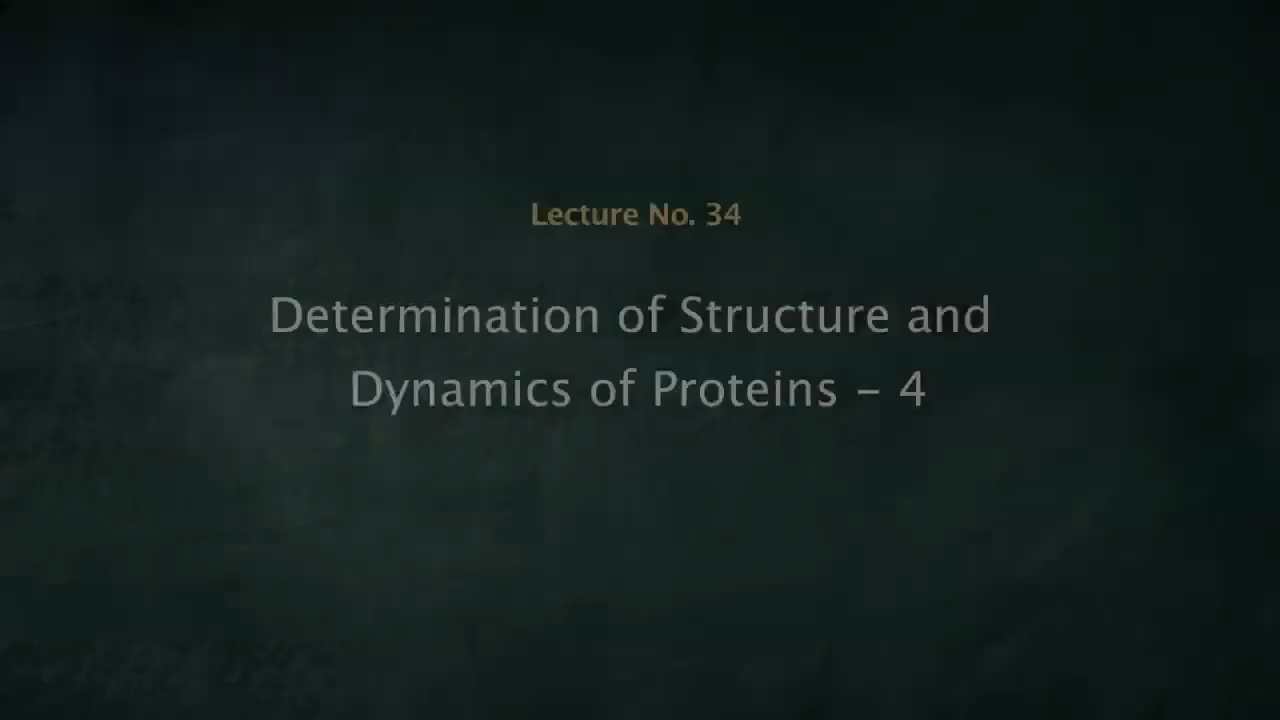 Lecture No. 34
Determination of Structure and
Dynamics of Proteins – 4